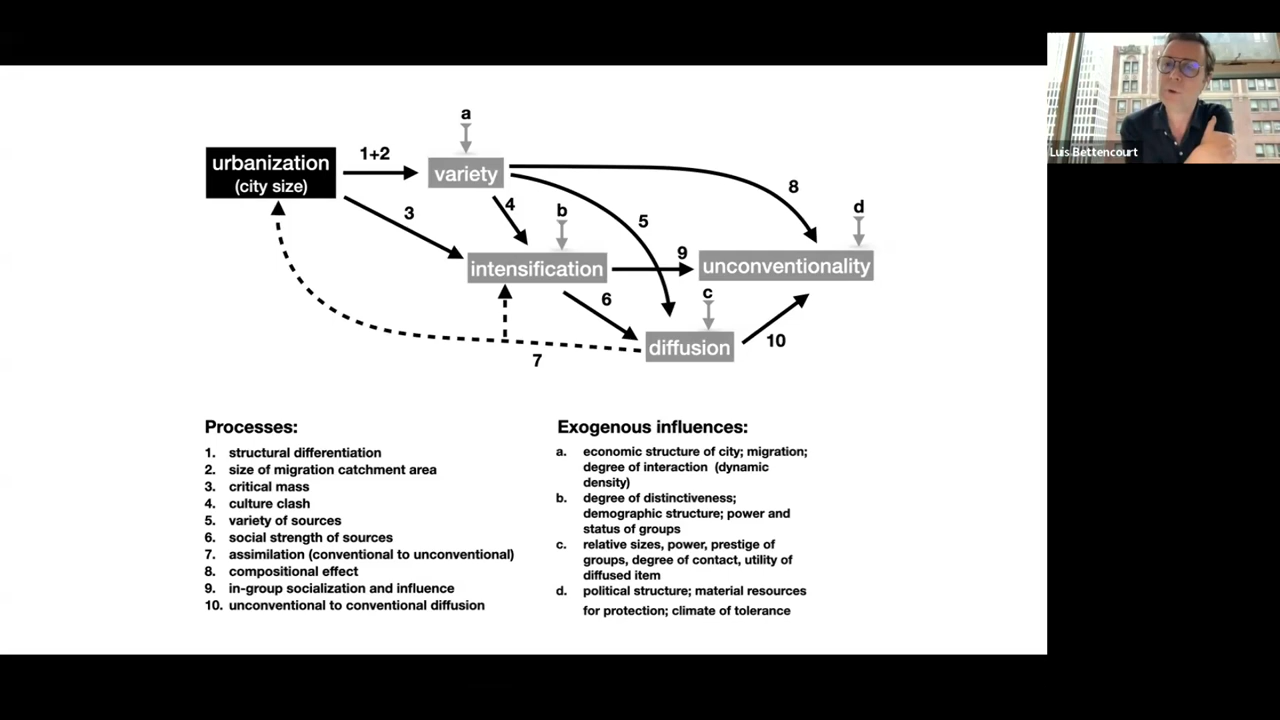 Luis Bettencourt
a
urbanization
(city size)
1+2
variety
8
3
4
b
5
d
intensification
9
unconventionality
6
c
diffusion
10
7
Processes:
1. structural differentiation
2. size of migration catchment area
3. critical mass
4. culture clash
5. variety of sources
6. social strength of sources
7. assimilation (conventional to unconventional)
8. compositional effect
9. in-group socialization and influence
10. unconventional to conventional diffusion
Exogenous influences:
a. economic structure of city; migration;
degree of interaction (dynamic
density)
b. degree of distinctiveness;
demographic structure; power and
status of groups
c. relative sizes, power, prestige of
groups, degree of contact, utility of
diffused item
d. political structure; material resources
for protection; climate of tolerance